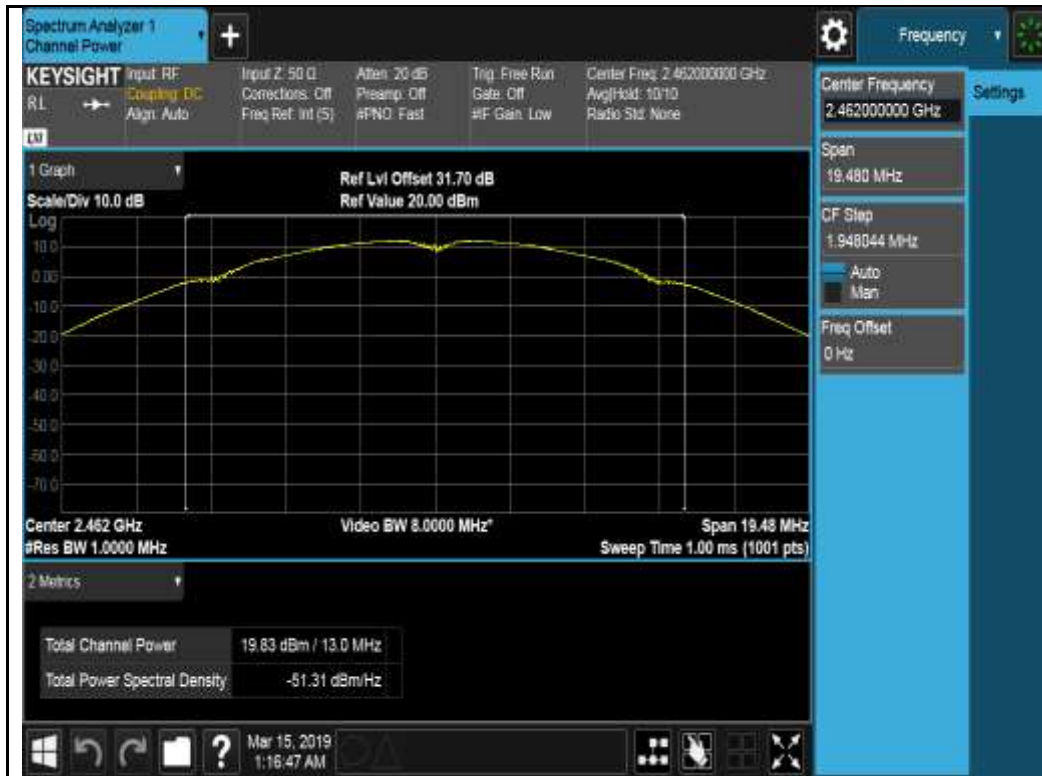 Spectrum Analyzer 1
Channel Power
+
Frequency
KEYSIGHT
RL
Input: RF
Coupling: DC
Align: Auto
Input Z: 50 Ω
Corrections: Off
Freq Ref: Int (S)
Atten: 20 dB
Preamp: Off
#PNO: Fast
Trig: Free Run
Gate: Off
#IF Gain: Low
Center Freq: 2.462000000 GHz
Avg|Hold: 10/10
Radio Std: None
LXI
Center Frequency
2.462000000 GHz
Settings
Span
19.480 MHz
CF Step
1.948044 MHz
Auto
Man
Freq Offset
0 Hz
1 Graph
Scale/Div 10.0 dB
Ref Lvl Offset 31.70 dB
Ref Value 20.00 dBm
Log
10.0
0.00
-10.0
-20.0
-30.0
-40.0
-50.0
-60.0
-70.0
Center 2.462 GHz
#Res BW 1.0000 MHz
Video BW 8.0000 MHz*
Span 19.48 MHz
Sweep Time 1.00 ms (1001 pts)
2 Metrics
Total Channel Power 19.83 dBm / 13.0 MHz
Total Power Spectral Density -51.31 dBm/Hz
?
Mar 15, 2019
1:16:47 AM